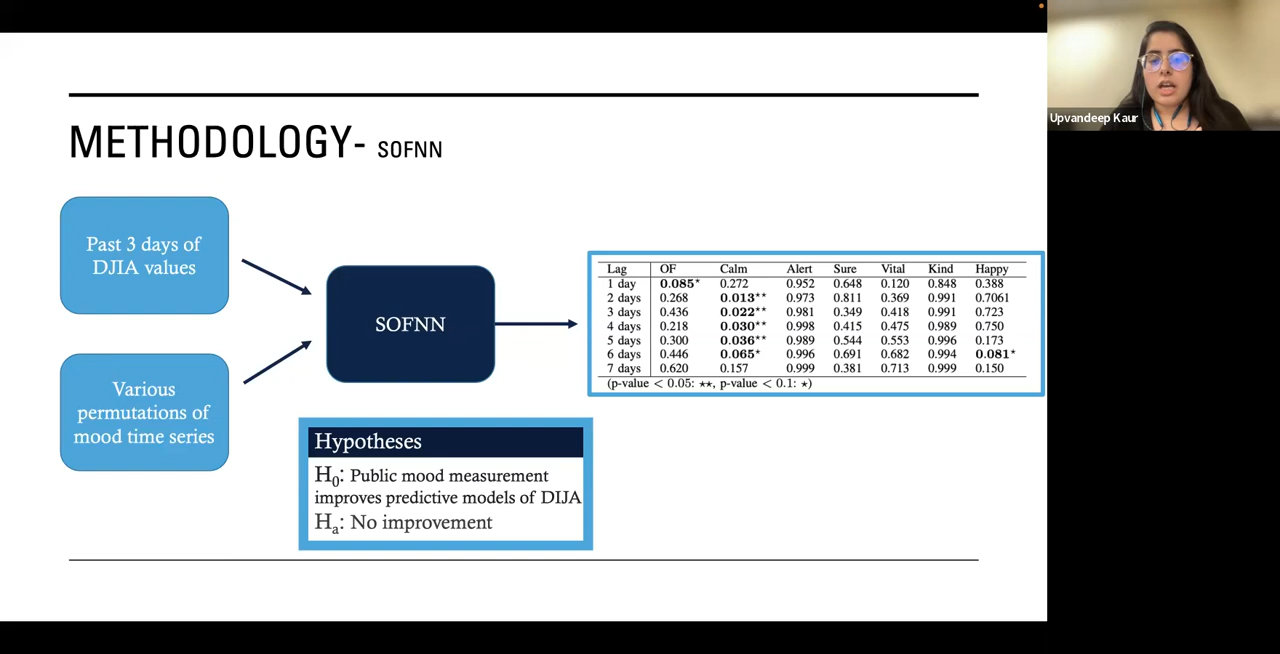 METHODOLOGY- SOFNN
Past 3 days of
DJIA values
Various
permutations of
mood time series
SOFNN
Hypotheses
H0: Public mood measurement
improves predictive models of DIJA
Ha: No improvement
Lag OF Calm Alert Sure Vital Kind Happy
1 day 0.085* 0.272 0.952 0.648 0.120 0.848 0.388
2 days 0.268 0.013** 0.973 0.811 0.369 0.991 0.7061
3 days 0.436 0.022** 0.981 0.349 0.418 0.991 0.723
4 days 0.218 0.030** 0.998 0.415 0.475 0.989 0.750
5 days 0.300 0.036** 0.989 0.544 0.553 0.996 0.173
6 days 0.446 0.065* 0.996 0.691 0.682 0.994 0.081*
7 days 0.620 0.157 0.999 0.381 0.713 0.999 0.150
(p-value < 0.05: **, p-value < 0.1: *)
Upvandeep Kaur